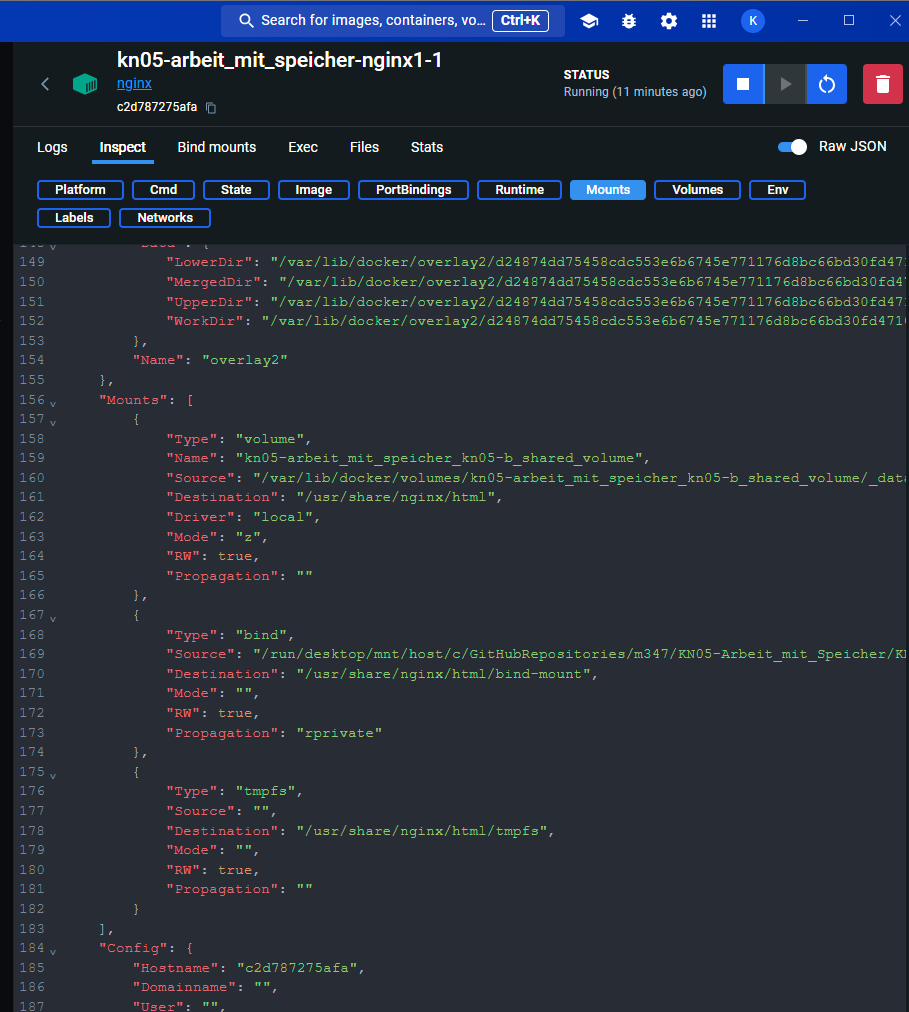 Search for images, containers, vo... Ctrl+K
K
kn05-arbeit_mit_speicher-nginx1-1
nginx
c2d787275afa
STATUS
Running (11 minutes ago)
Logs Inspect Bind mounts Exec Files Stats
Raw JSON
Platform Cmd State Image PortBindings Runtime Mounts Volumes Env
Labels Networks
149 "LowerDir": "/var/lib/docker/overlay2/d24874dd75458cdc553e6b6745e771176d8bc66bd30fd47
150 "MergedDir": "/var/lib/docker/overlay2/d24874dd75458cdc553e6b6745e771176d8bc66bd30fd4
151 "UpperDir": "/var/lib/docker/overlay2/d24874dd75458cdc553e6b6745e771176d8bc66bd30fd47
152 "WorkDir": "/var/lib/docker/overlay2/d24874dd75458cdc553e6b6745e771176d8bc66bd30fd471
153 },
154 "Name": "overlay2"
155 },
156 "Mounts": [
157 {
158 "Type": "volume",
159 "Name": "kn05-arbeit_mit_speicher_kn05-b_shared_volume",
160 "Source": "/var/lib/docker/volumes/kn05-arbeit_mit_speicher_kn05-b_shared_volume/_data
161 "Destination": "/usr/share/nginx/html",
162 "Driver": "local",
163 "Mode": "z",
164 "RW": true,
165 "Propagation": ""
166 },
167 {
168 "Type": "bind",
169 "Source": "/run/desktop/mnt/host/c/GitHubRepositories/m347/KN05-Arbeit_mit_Speicher/K
170 "Destination": "/usr/share/nginx/html/bind-mount",
171 "Mode": "",
172 "RW": true,
173 "Propagation": "rprivate"
174 },
175 {
176 "Type": "tmpfs",
177 "Source": "",
178 "Destination": "/usr/share/nginx/html/tmpfs",
179 "Mode": "",
180 "RW": true,
181 "Propagation": ""
182 }
183 ],
184 "Config": {
185 "Hostname": "c2d787275afa",
186 "Domainname": "",
187 "User": "",